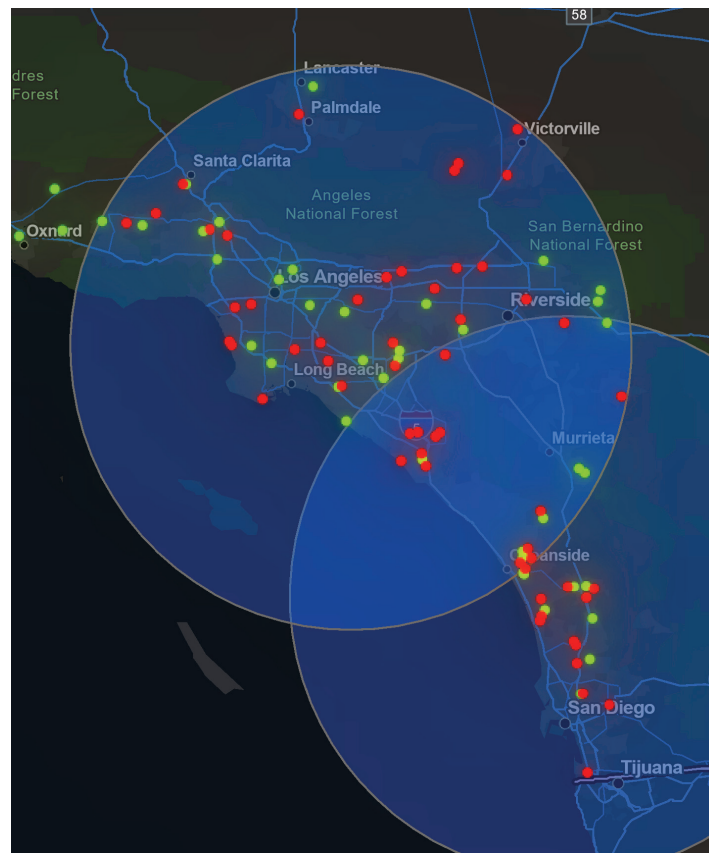 58
Lancaster
dres
Forest
Palmdale
Victorville
Santa Clarita
Angeles
National Forest
San Bernardino
National Forest
Oxnard
Los Angeles
Riverside
Long Beach
5
Murrieta
Oceanside
San Diego
Tijuana